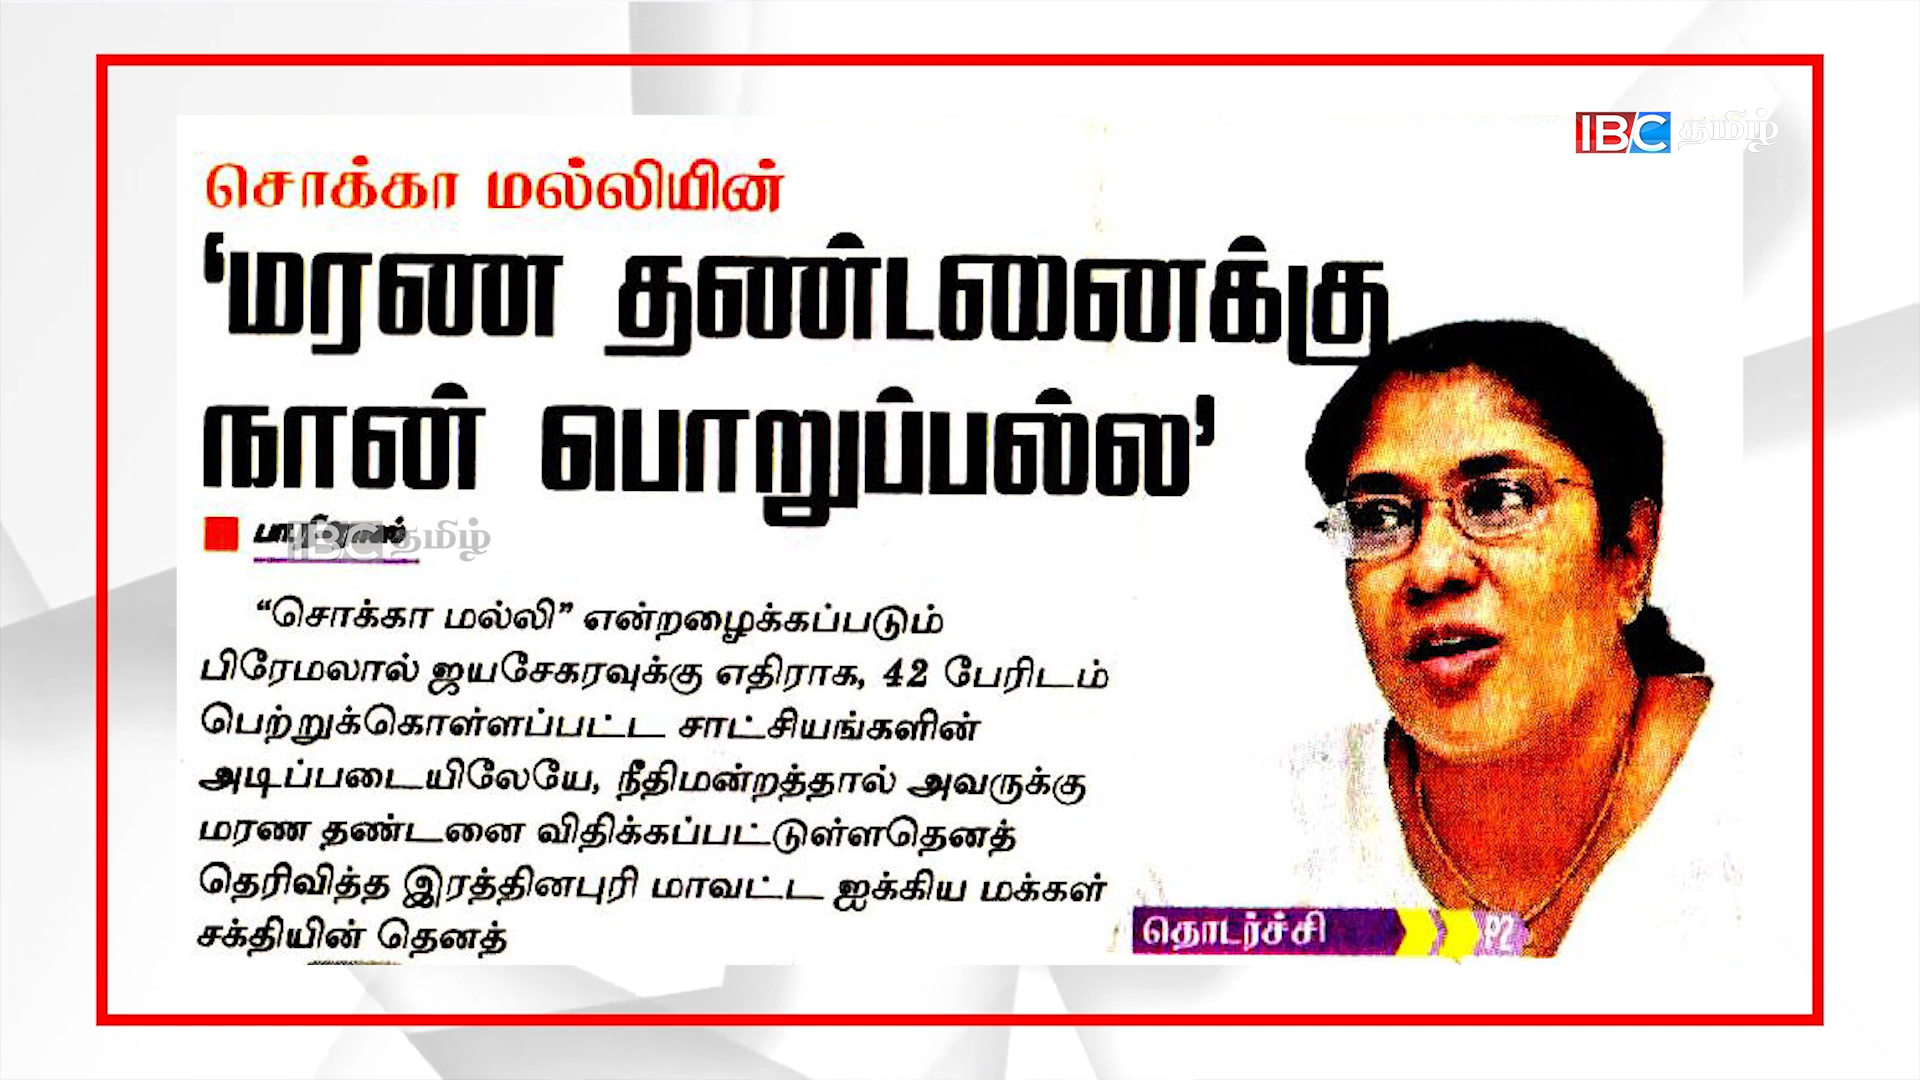 IBC தமிழ்
சொக்கா மல்லியின்
‘மரண தண்டனைக்கு
நான் பொறுப்பல்ல’
IBC தமிழ்
“சொக்கா மல்லி” என்றழைக்கப்படும்
பிரேமலால் ஜயசேகரவுக்கு எதிராக, 42 பேரிடம்
பெற்றுக்கொள்ளப்பட்ட சாட்சியங்களின்
அடிப்படையிலேயே, நீதிமன்றத்தால் அவருக்கு
மரண தண்டனை விதிக்கப்பட்டுள்ளதெனத்
தெரிவித்த இரத்தினபுரி மாவட்ட ஐக்கிய மக்கள்
சக்தியின் தெனத்
தொடர்ச்சி P2